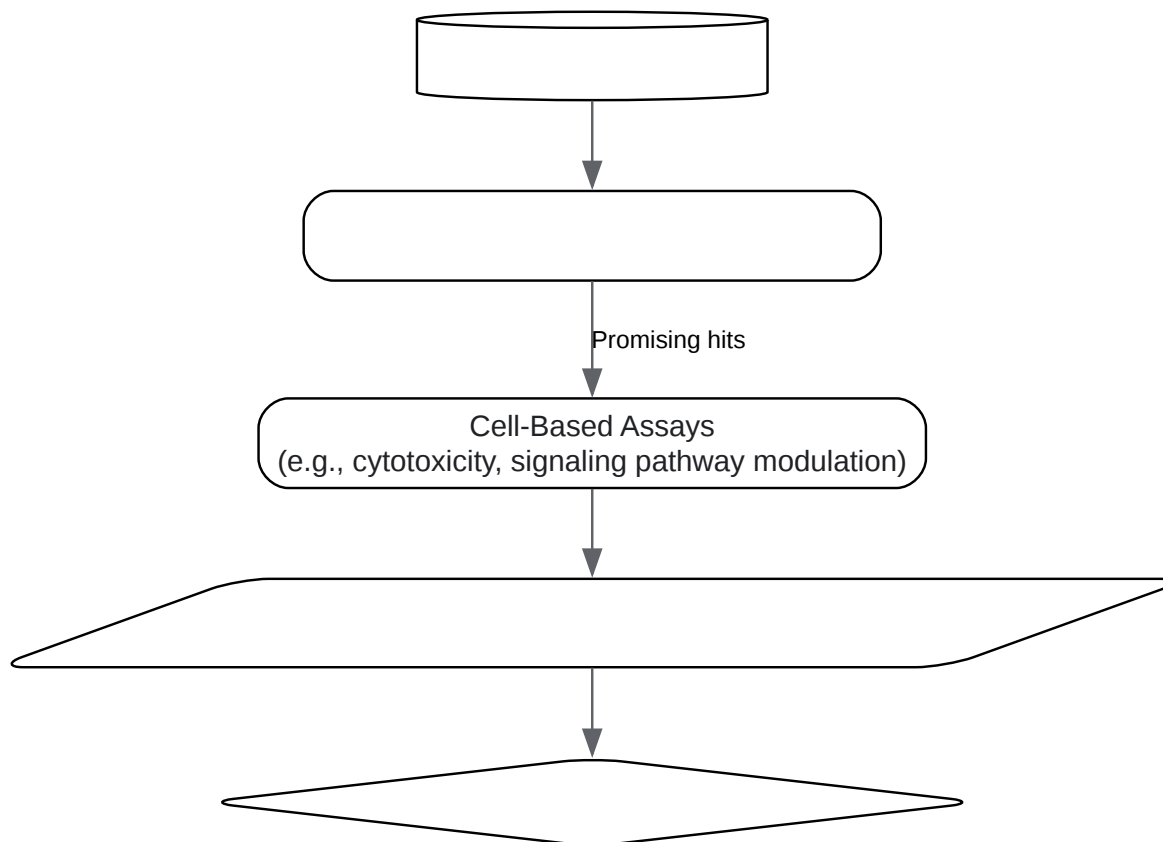 Promising hits
Cell-Based Assays
(e.g., cytotoxicity, signaling pathway modulation)